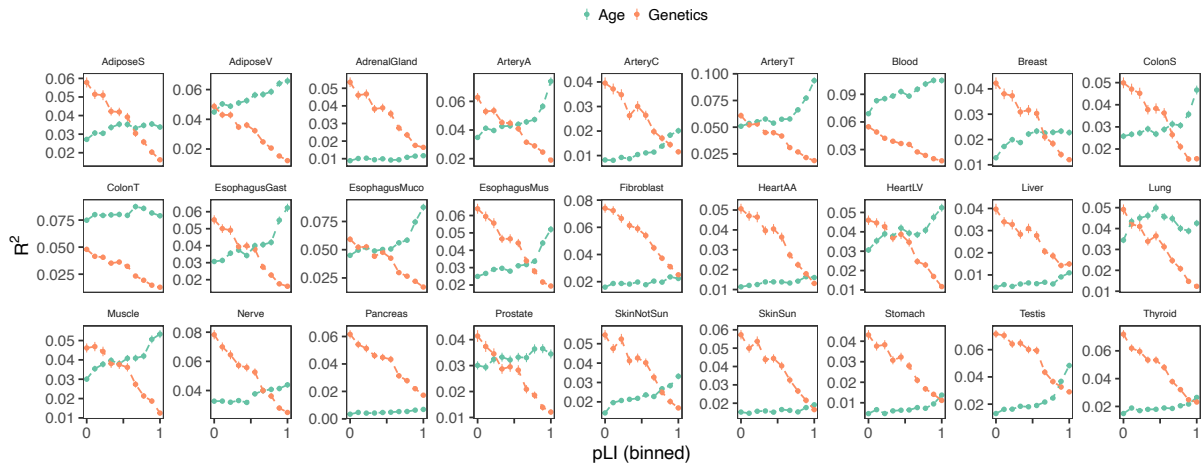 Age Genetics
AdiposeS AdiposeV AdrenalGland ArteryA ArteryC ArteryT Blood Breast ColonS
0.06 0.05 0.04 0.03 0.02
0.06 0.04 0.02
0.05 0.04 0.03 0.02 0.01
0.08 0.06 0.04 0.02
0.04 0.03 0.02 0.01
0.100 0.075 0.050 0.025
0.09 0.06 0.03
0.04 0.03 0.02 0.01
0.05 0.04 0.03 0.02
ColonT EsophagusGast EsophagusMuco EsophagusMus Fibroblast HeartAA HeartLV Liver Lung
0.075 0.050 0.025
0.06 0.05 0.04 0.03 0.02
0.075 0.050 0.025
0.06 0.05 0.04 0.03 0.02
0.08 0.06 0.04 0.02
0.05 0.04 0.03 0.02 0.01
0.05 0.04 0.03 0.02 0.01
0.04 0.03 0.02 0.01
0.05 0.04 0.03 0.02 0.01
Muscle Nerve Pancreas Prostate SkinNotSun SkinSun Stomach Testis Thyroid
0.05 0.04 0.03 0.02 0.01
0.08 0.06 0.04
0.06 0.04 0.02 0.00
0.04 0.03 0.02 0.01
0.05 0.04 0.03 0.02
0.06 0.04 0.02
0.04 0.03 0.02 0.01
0.06 0.04 0.02
0.08 0.06 0.04 0.02
0 1 0 1 0 1 0 1 0 1 0 1 0 1 0 1 0 1
R²
pLI (binned)